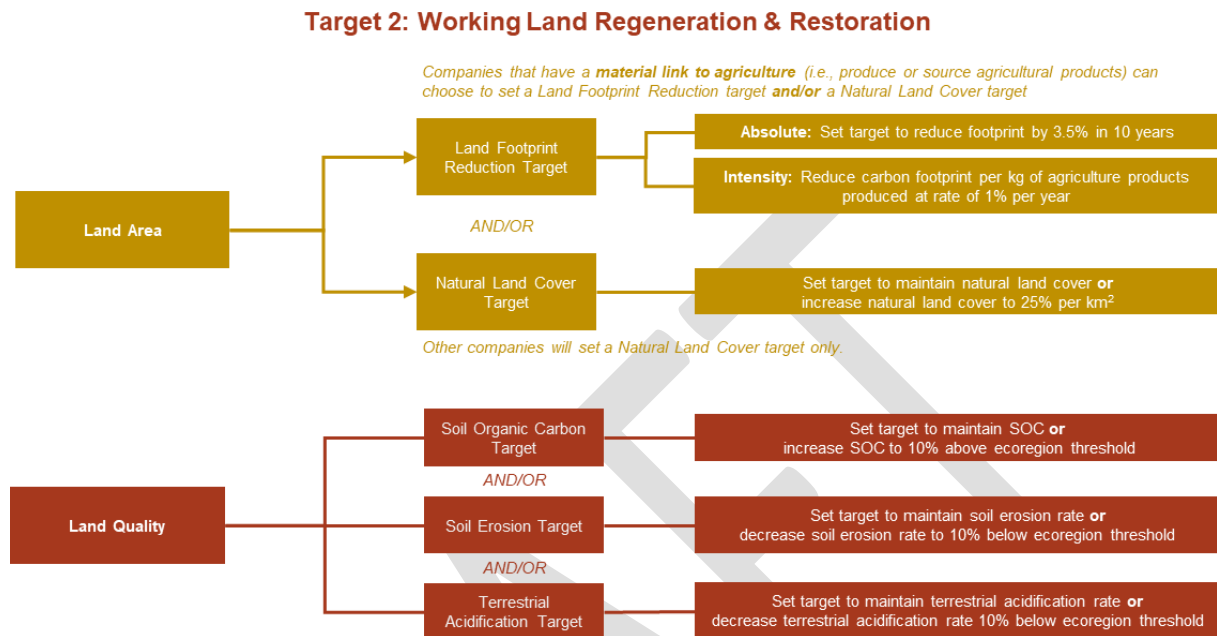 Target 2: Working Land Regeneration & Restoration
Companies that have a material link to agriculture (i.e., produce or source agricultural products) can
choose to set a Land Footprint Reduction target and/or a Natural Land Cover target
Land Area
Land Footprint
Reduction Target
Absolute: Set target to reduce footprint by 3.5% in 10 years
Intensity: Reduce carbon footprint per kg of agriculture products
produced at rate of 1% per year
AND/OR
Natural Land Cover
Target
Set target to maintain natural land cover or
increase natural land cover to 25% per km²
Other companies will set a Natural Land Cover target only.
Land Quality
Soil Organic Carbon
Target
Set target to maintain SOC or
increase SOC to 10% above ecoregion threshold
AND/OR
Soil Erosion Target
Set target to maintain soil erosion rate or
decrease soil erosion rate to 10% below ecoregion threshold
AND/OR
Terrestrial
Acidification Target
Set target to maintain terrestrial acidification rate or
decrease terrestrial acidification rate 10% below ecoregion threshold